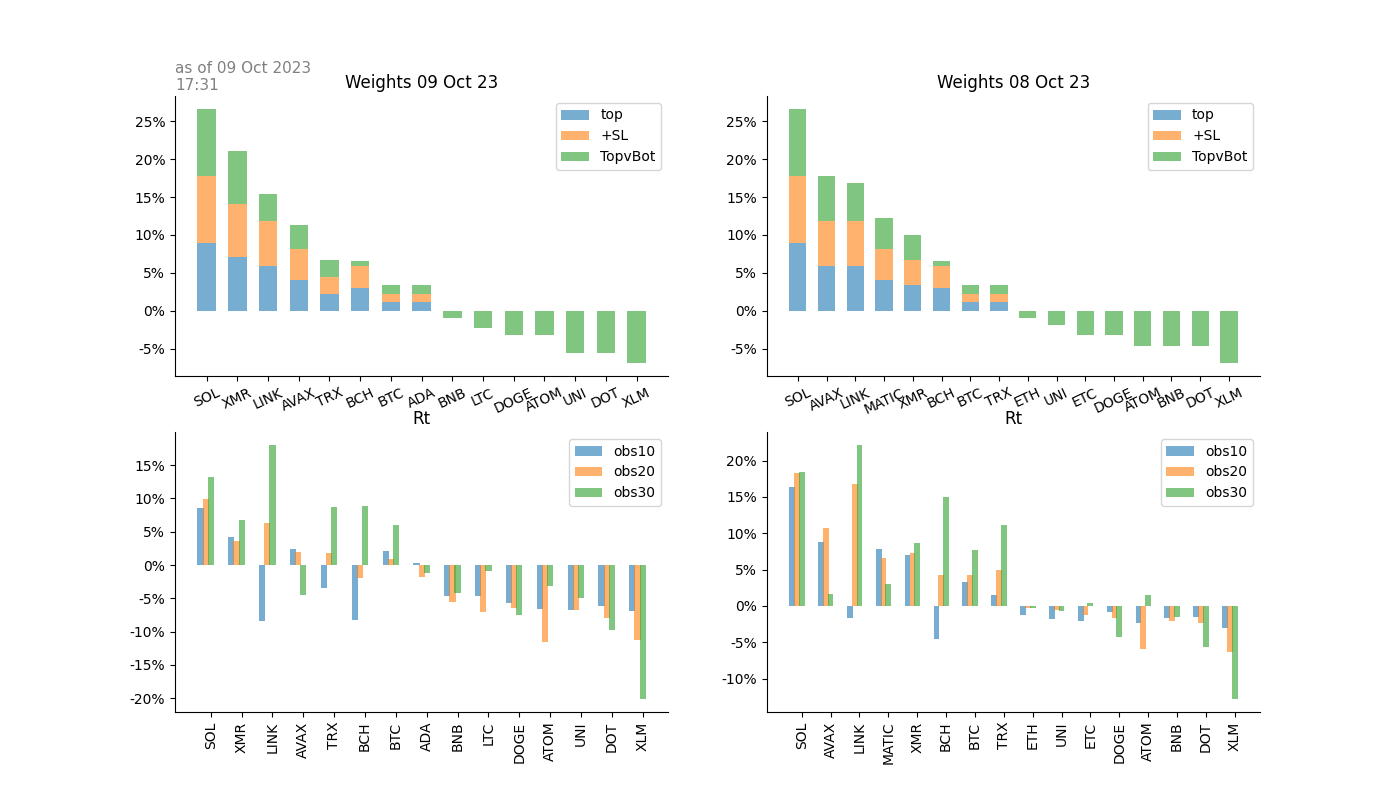 as of 09 Oct 2023
17:31
Weights 09 Oct 23
25%
20%
15%
10%
5%
0%
-5%
top
+SL
TopvBot
SOL XMR LINK AVAX TRX BCH BTC ADA BNB LTC DOGE ATOM UNI DOT XLM
Weights 08 Oct 23
25%
20%
15%
10%
5%
0%
-5%
top
+SL
TopvBot
SOL AVAX LINK MATIC XMR BCH BTC TRX ETH UNI ETC DOGE ATOM BNB DOT XLM
Rt
15%
10%
5%
0%
-5%
-10%
-15%
-20%
obs10
obs20
obs30
SOL XMR LINK AVAX TRX BCH BTC ADA BNB LTC DOGE ATOM UNI DOT XLM
Rt
20%
15%
10%
5%
0%
-5%
-10%
obs10
obs20
obs30
SOL AVAX LINK MATIC XMR BCH BTC TRX ETH UNI ETC DOGE ATOM BNB DOT XLM